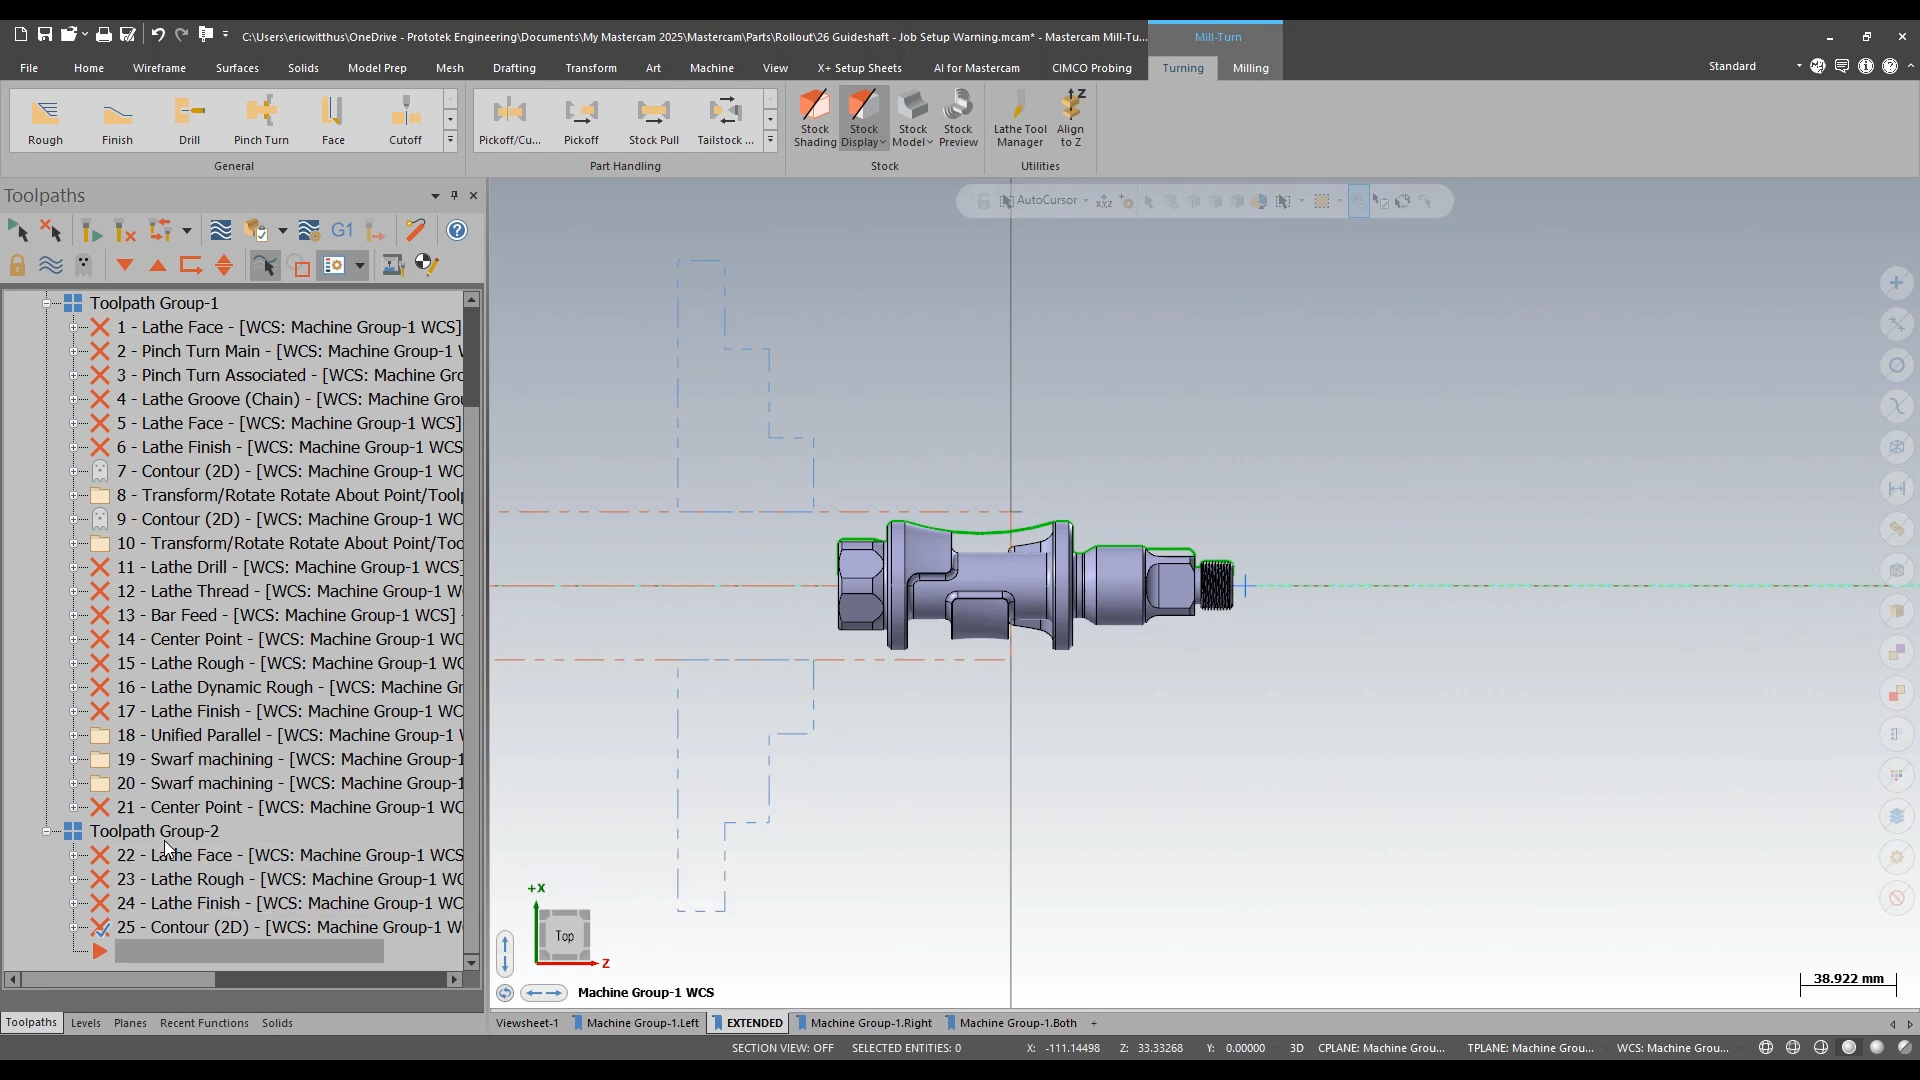 C:\Users\ericwitthus\OneDrive - Prototek Engineering\Documents\My Mastercam 2025\Mastercam\Parts\Rollout\26 Guideshaft - Job Setup Warning.mcam* - Mastercam Mill-Tu...
Mill-Turn
File Home Wireframe Surfaces Solids Model Prep Mesh Drafting Transform Art Machine View X+ Setup Sheets AI for Mastercam CIMCO Probing Turning Milling Standard
Rough Finish Drill Pinch Turn Face Cutoff
General
Pickoff/Cu... Pickoff Stock Pull Tailstock ...
Part Handling
Stock Shading
Stock Display
Stock Model
Stock Preview
Stock
Lathe Tool Manager
Align to Z
Utilities
Toolpaths
AutoCursor
G1
Toolpath Group-1
1 - Lathe Face - [WCS: Machine Group-1 WCS]
2 - Pinch Turn Main - [WCS: Machine Group-1
3 - Pinch Turn Associated - [WCS: Machine Gro
4 - Lathe Groove (Chain) - [WCS: Machine Grou
5 - Lathe Face - [WCS: Machine Group-1 WCS]
6 - Lathe Finish - [WCS: Machine Group-1 WCS
7 - Contour (2D) - [WCS: Machine Group-1 WC
8 - Transform/Rotate Rotate About Point/Toolp
9 - Contour (2D) - [WCS: Machine Group-1 WC
10 - Transform/Rotate Rotate About Point/Too
11 - Lathe Drill - [WCS: Machine Group-1 WCS]
12 - Lathe Thread - [WCS: Machine Group-1 W
13 - Bar Feed - [WCS: Machine Group-1 WCS] -
14 - Center Point - [WCS: Machine Group-1 WC
15 - Lathe Rough - [WCS: Machine Group-1 WC
16 - Lathe Dynamic Rough - [WCS: Machine Gr
17 - Lathe Finish - [WCS: Machine Group-1 WC
18 - Unified Parallel - [WCS: Machine Group-1
19 - Swarf machining - [WCS: Machine Group-1
20 - Swarf machining - [WCS: Machine Group-1
21 - Center Point - [WCS: Machine Group-1 WC
Toolpath Group-2
22 - Lathe Face - [WCS: Machine Group-1 WCS
23 - Lathe Rough - [WCS: Machine Group-1 WC
24 - Lathe Finish - [WCS: Machine Group-1 WC
25 - Contour (2D) - [WCS: Machine Group-1 W
+X
Top
Z
Machine Group-1 WCS
38.922 mm
Toolpaths Levels Planes Recent Functions Solids
Viewsheet-1 Machine Group-1.Left EXTENDED Machine Group-1.Right Machine Group-1.Both +
SECTION VIEW: OFF SELECTED ENTITIES: 0 X: -111.14498 Z: 33.33268 Y: 0.00000 3D CPLANE: Machine Grou... TPLANE: Machine Grou... WCS: Machine Grou...